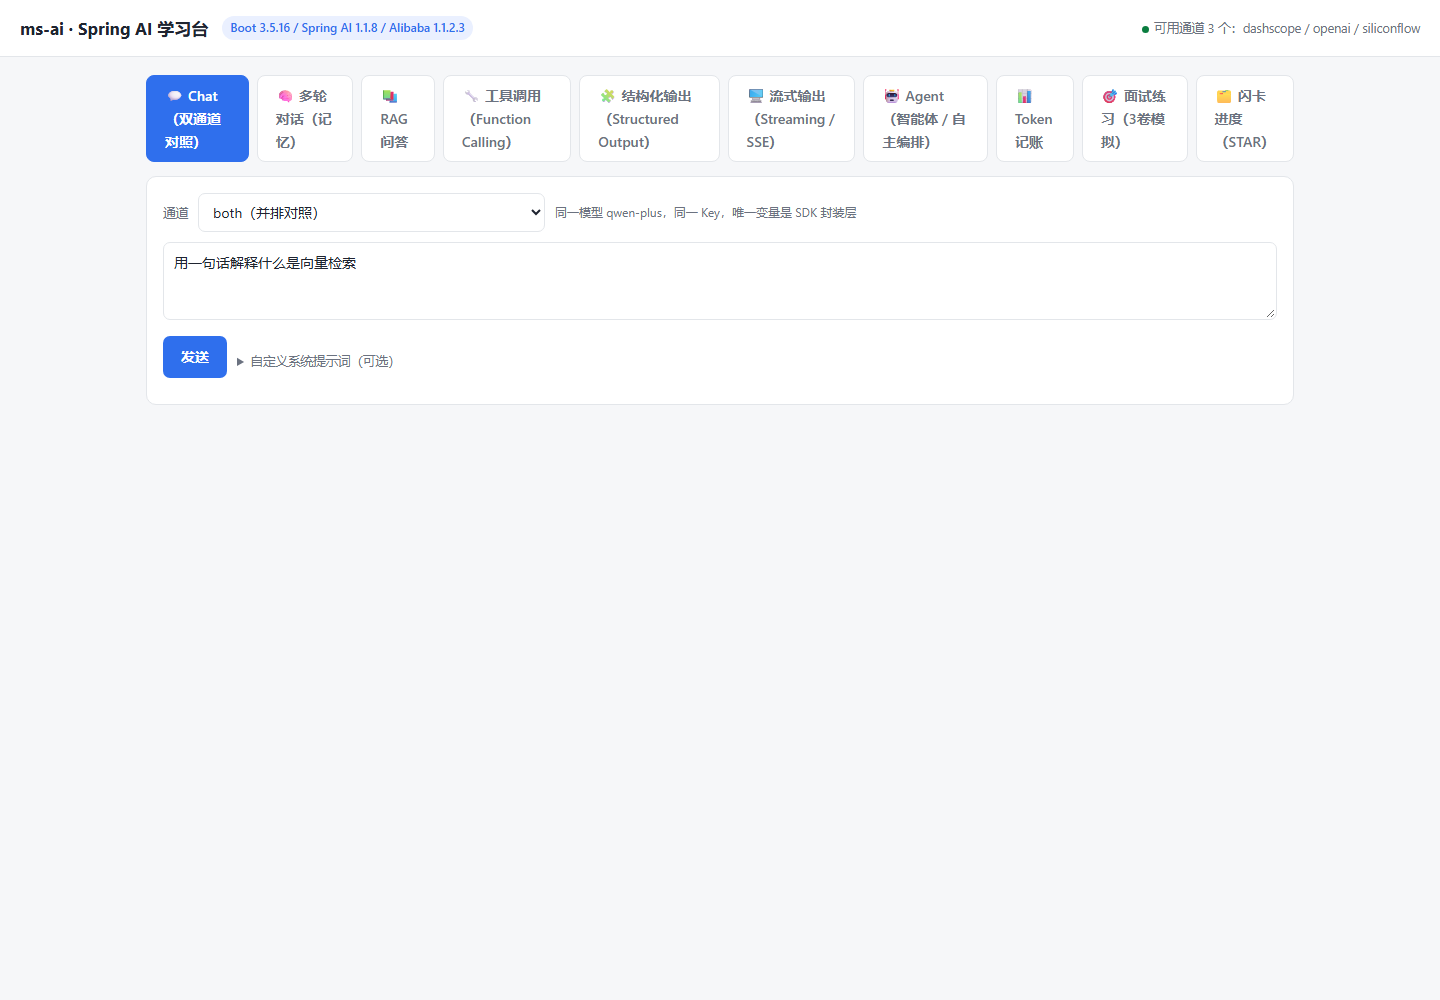 ms-ai · Spring AI 学习台
Boot 3.5.16 / Spring AI 1.1.8 / Alibaba 1.1.2.3
可用通道 3 个：dashscope / openai / siliconflow
Chat
（双通道
对照）
多轮
对话（记
忆）
RAG
问答
工具调用
（Function
Calling）
结构化输出
（Structured
Output）
流式输出
（Streaming /
SSE）
Agent
（智能体 / 自
主编排）
Token
记账
面试练
习（3卷模
拟）
闪卡
进度
（STAR）
通道
both（并排对照）
同一模型 qwen-plus，同一 Key，唯一变量是 SDK 封装层
用一句话解释什么是向量检索
发送
自定义系统提示词（可选）